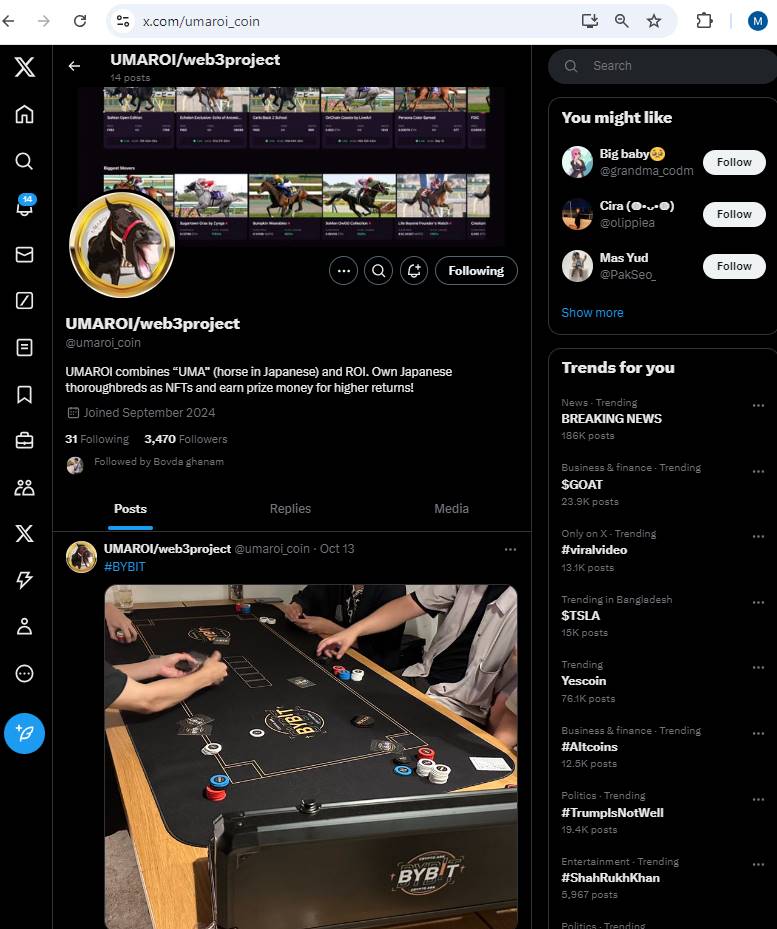 x.com/umaroi_coin
M
UMAROI/web3project
14 posts
Search
Biggest Movers
14
Following
UMAROI/web3project
@umaroi_coin
UMAROI combines “UMA” (horse in Japanese) and ROI. Own Japanese
thoroughbreds as NFTs and earn prize money for higher returns!
Joined September 2024
31 Following 3,470 Followers
Followed by Bovda ghanam
Posts Replies Media
UMAROI/web3project @umaroi_coin · Oct 13
#BYBIT
BYBIT
BYBIT
BYBIT
You might like
Big baby🥹
@grandma_codm
Follow
@olippiea
Follow
Mas Yud
@PakSeo_
Follow
Show more
Trends for you
News · Trending
BREAKING NEWS
186K posts
Business & finance · Trending
$GOAT
23.9K posts
Only on X · Trending
#viralvideo
13.1K posts
Trending in Bangladesh
$TSLA
15K posts
Trending
Yescoin
76.1K posts
Business & finance · Trending
#Altcoins
12.5K posts
Politics · Trending
#TrumpIsNotWell
19.4K posts
Entertainment · Trending
#ShahRukhKhan
5,967 posts
Politics · Trending